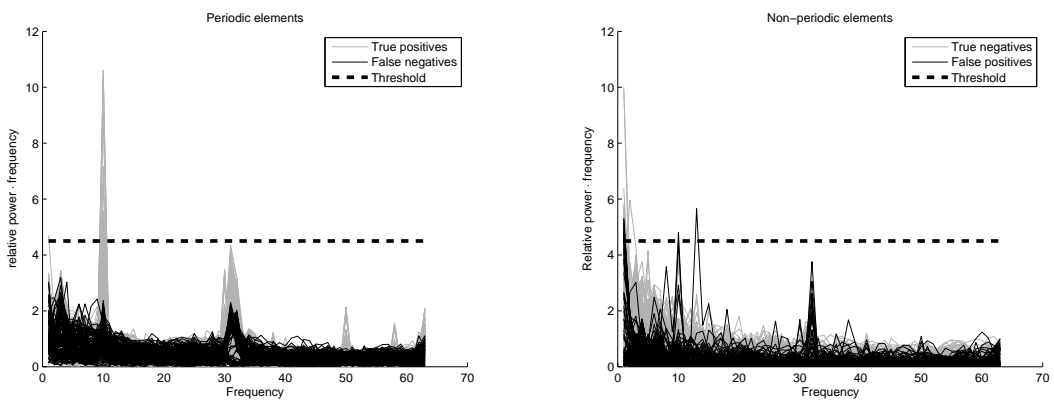 Periodic elements
12
10
8
6
4
2
0
relative power · frequency
True positives
False negatives
Threshold
0 10 20 30 40 50 60 70
Frequency
Non−periodic elements
12
10
8
6
4
2
0
Relative power · frequency
True negatives
False positives
Threshold
0 10 20 30 40 50 60 70
Frequency